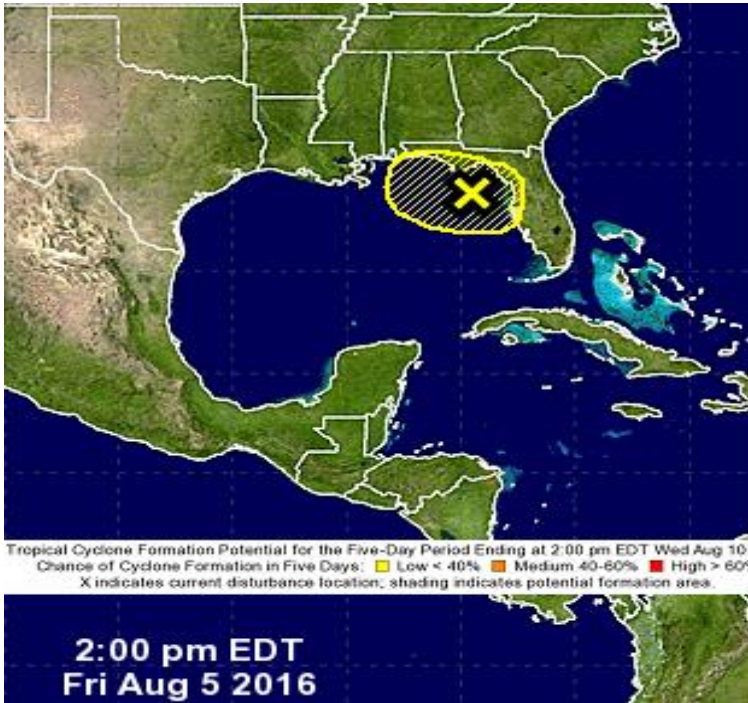 Tropical Cyclone Formation Potential for the Five-Day Period Ending at 2:00 pm EDT Wed Aug 10
Chance of Cyclone Formation in Five Days: Low < 40% Medium 40-60% High > 60%
X indicates current disturbance location; shading indicates potential formation area.
2:00 pm EDT
Fri Aug 5 2016